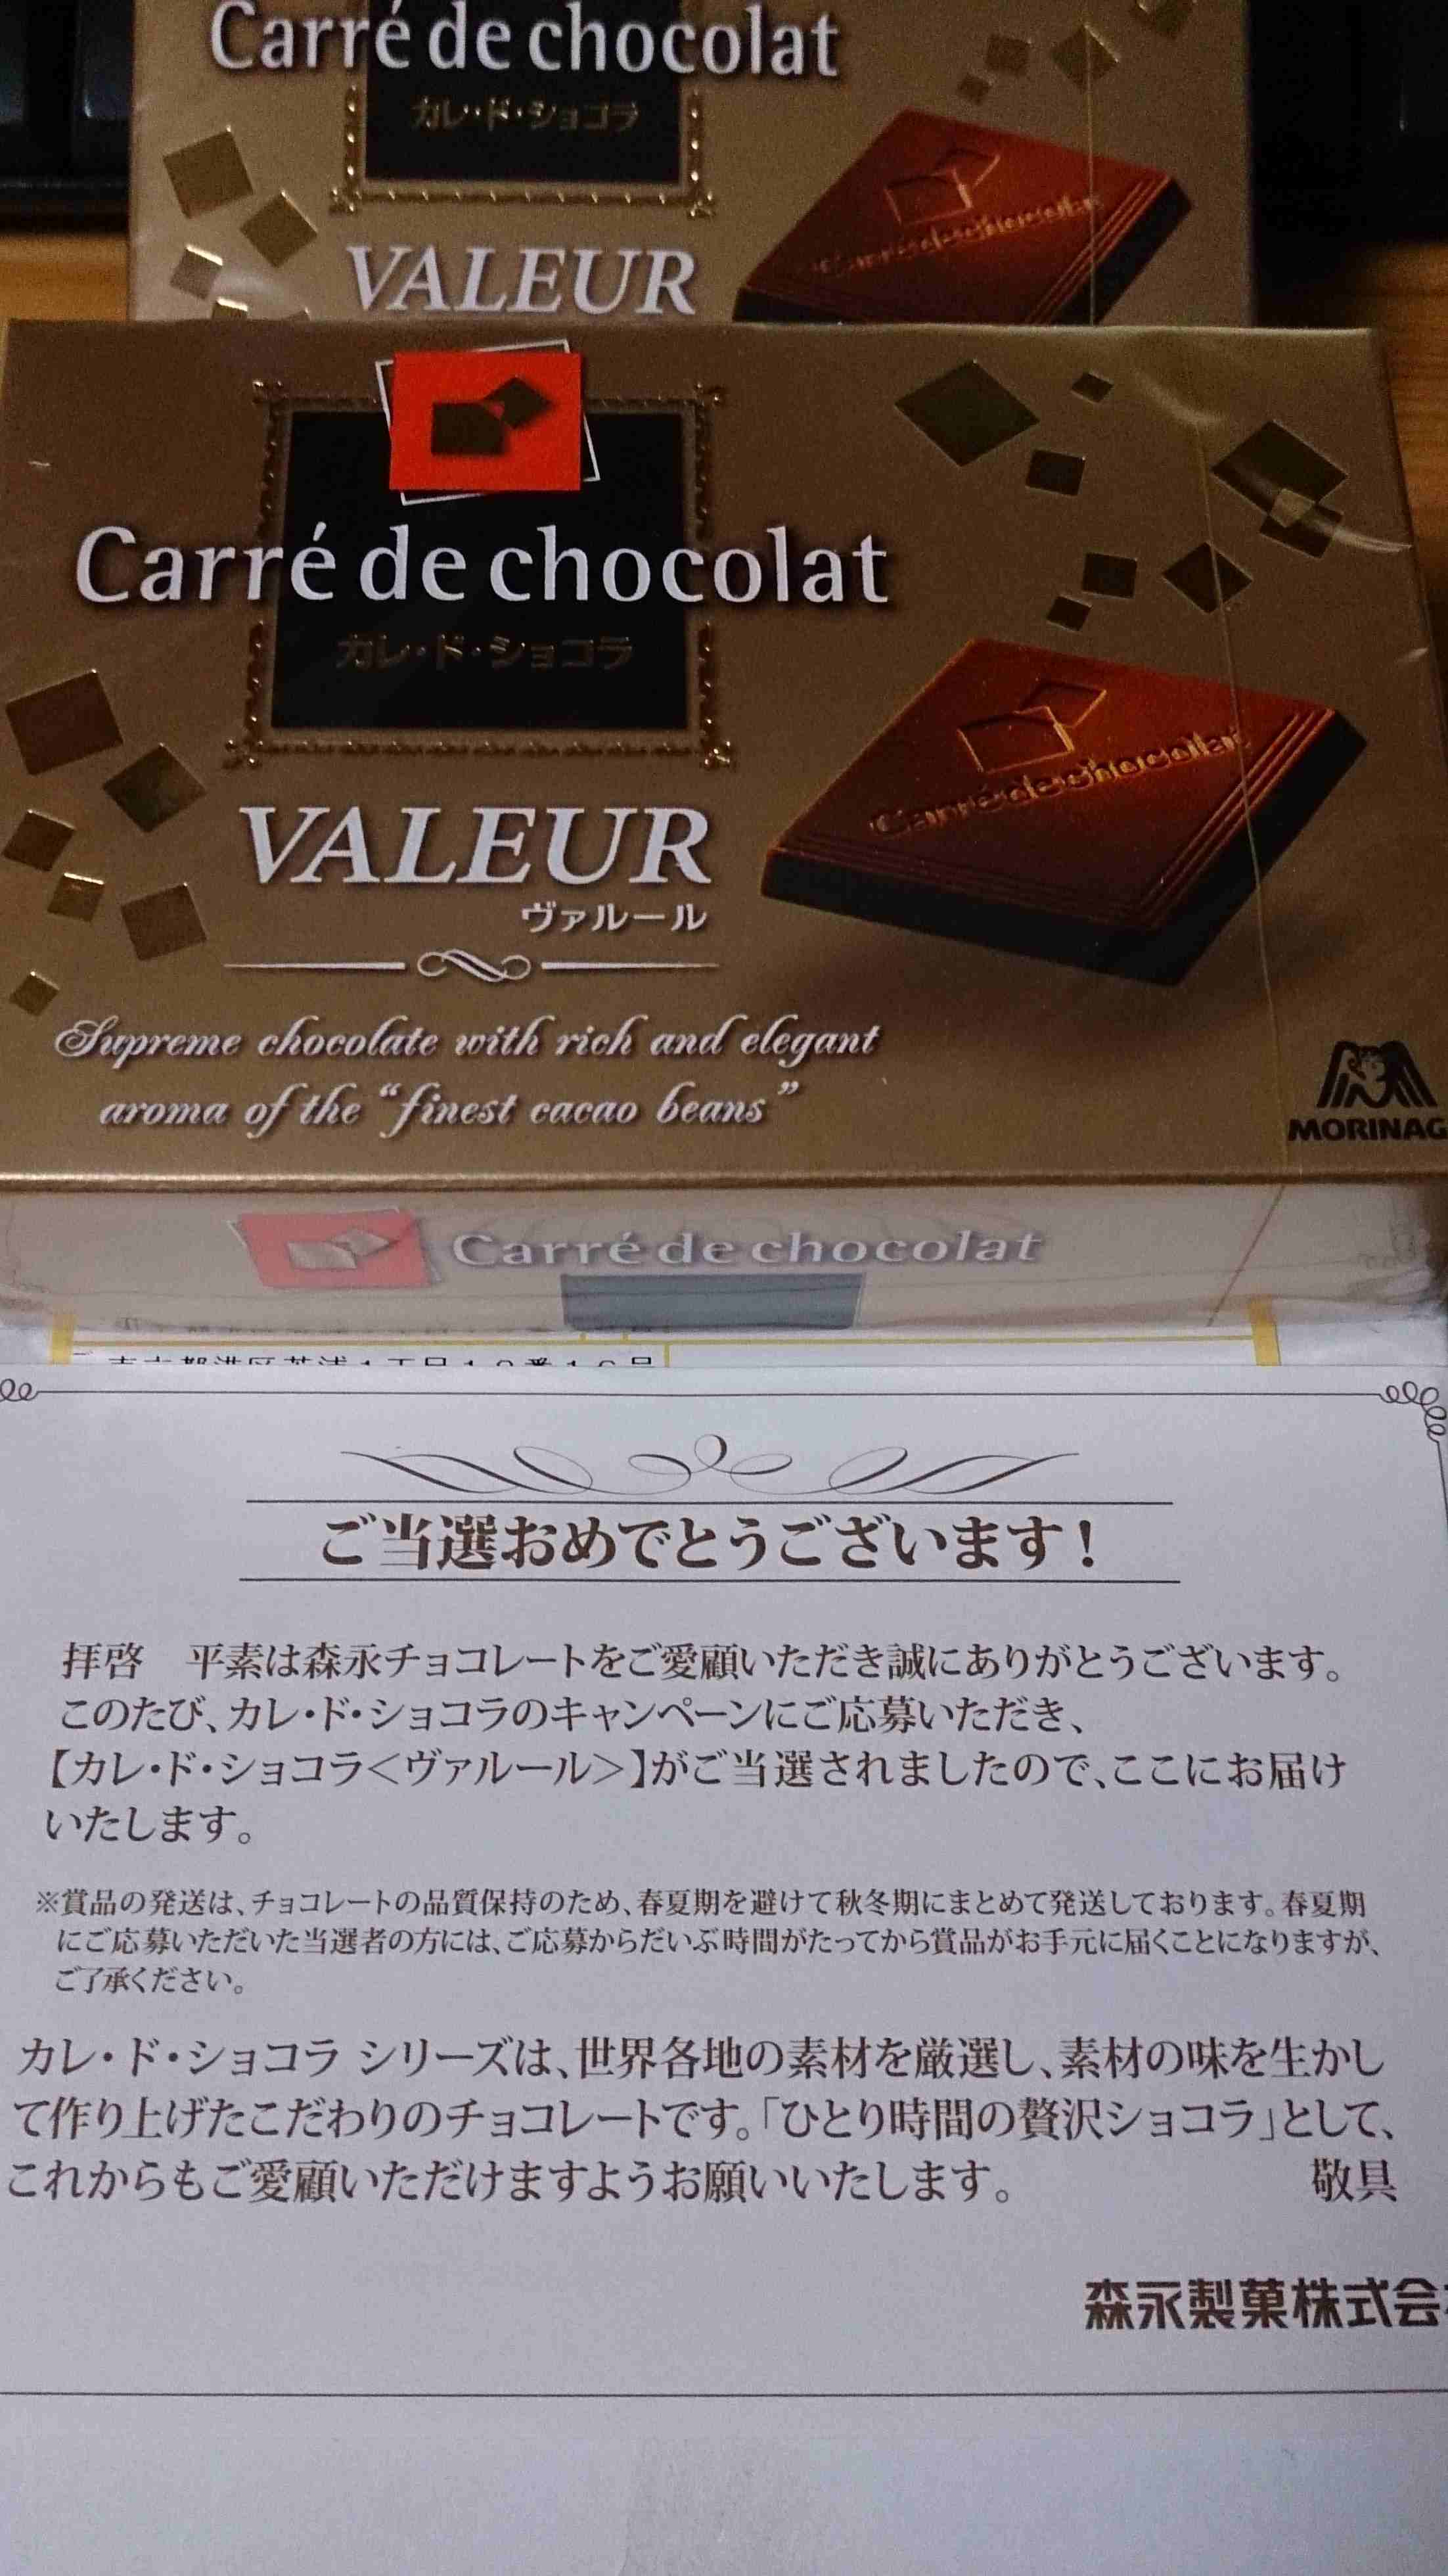 Carré de chocolat
カレ・ド・ショコラ
Carré de chocolat
VALEUR
Carré de chocolat
カレ・ド・ショコラ
Carré de chocolat
VALEUR
ヴァルール
Supreme chocolate with rich and elegant
aroma of the “finest cacao beans”
MORINAG
Carré de chocolat
ご当選おめでとうございます!
拝啓 平素は森永チョコレートをご愛顧いただき誠にありがとうございます。
このたび、カレ・ド・ショコラのキャンペーンにご応募いただき、
【カレ・ド・ショコラ<ヴァルール>】がご当選されましたので、ここにお届け
いたします。
※賞品の発送は、チョコレートの品質保持のため、春夏期を避けて秋冬期にまとめて発送しております。春夏期
にご応募いただいた当選者の方には、ご応募からだいぶ時間がたってから賞品がお手元に届くことになりますが、
ご了承ください。
カレ・ド・ショコラ シリーズは、世界各地の素材を厳選し、素材の味を生かし
て作り上げたこだわりのチョコレートです。「ひとり時間の贅沢ショコラ」として、
これからもご愛顧いただけますようお願いいたします。 敬具
森永製菓株式会